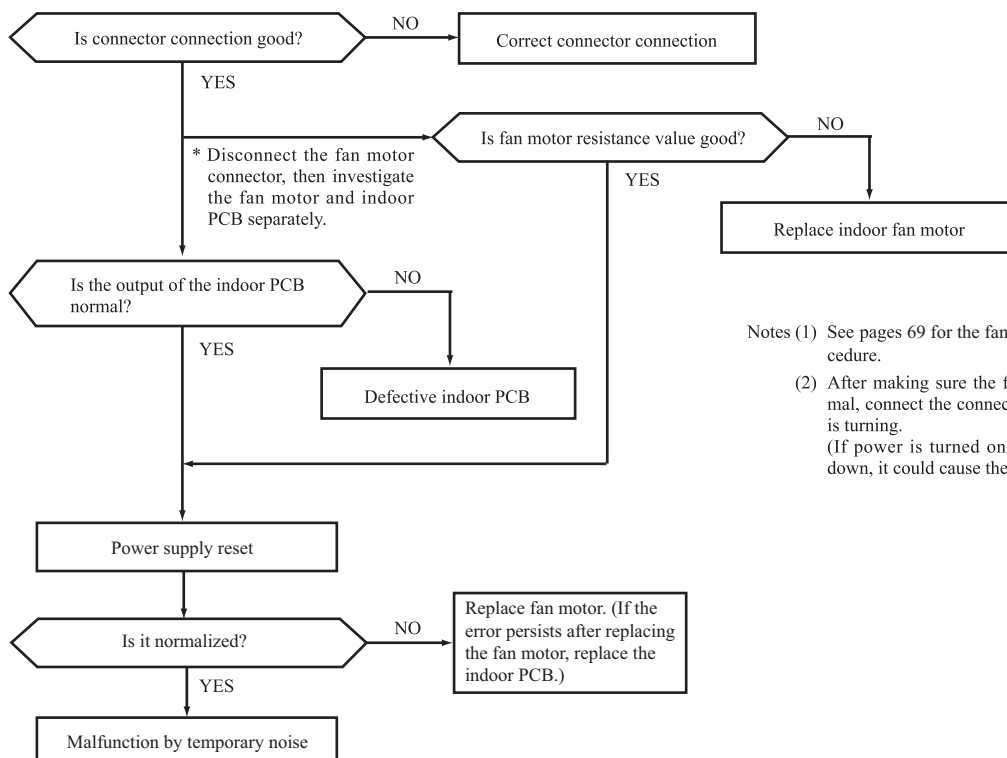 Is connector connection good?
NO
Correct connector connection
YES
* Disconnect the fan motor
connector, then investigate
the fan motor and indoor
PCB separately.
Is fan motor resistance value good?
NO
YES
Replace indoor fan motor
Is the output of the indoor PCB
normal?
NO
YES
Defective indoor PCB
Notes (1) See pages 69 for the fan
cedure.
(2) After making sure the
mal, connect the
is turning.
(If power is turned on
down, it could cause the
Power supply reset
Is it normalized?
NO
Replace fan motor. (If the
error persists after replacing
the fan motor, replace the
indoor PCB.)
YES
Malfunction by temporary noise